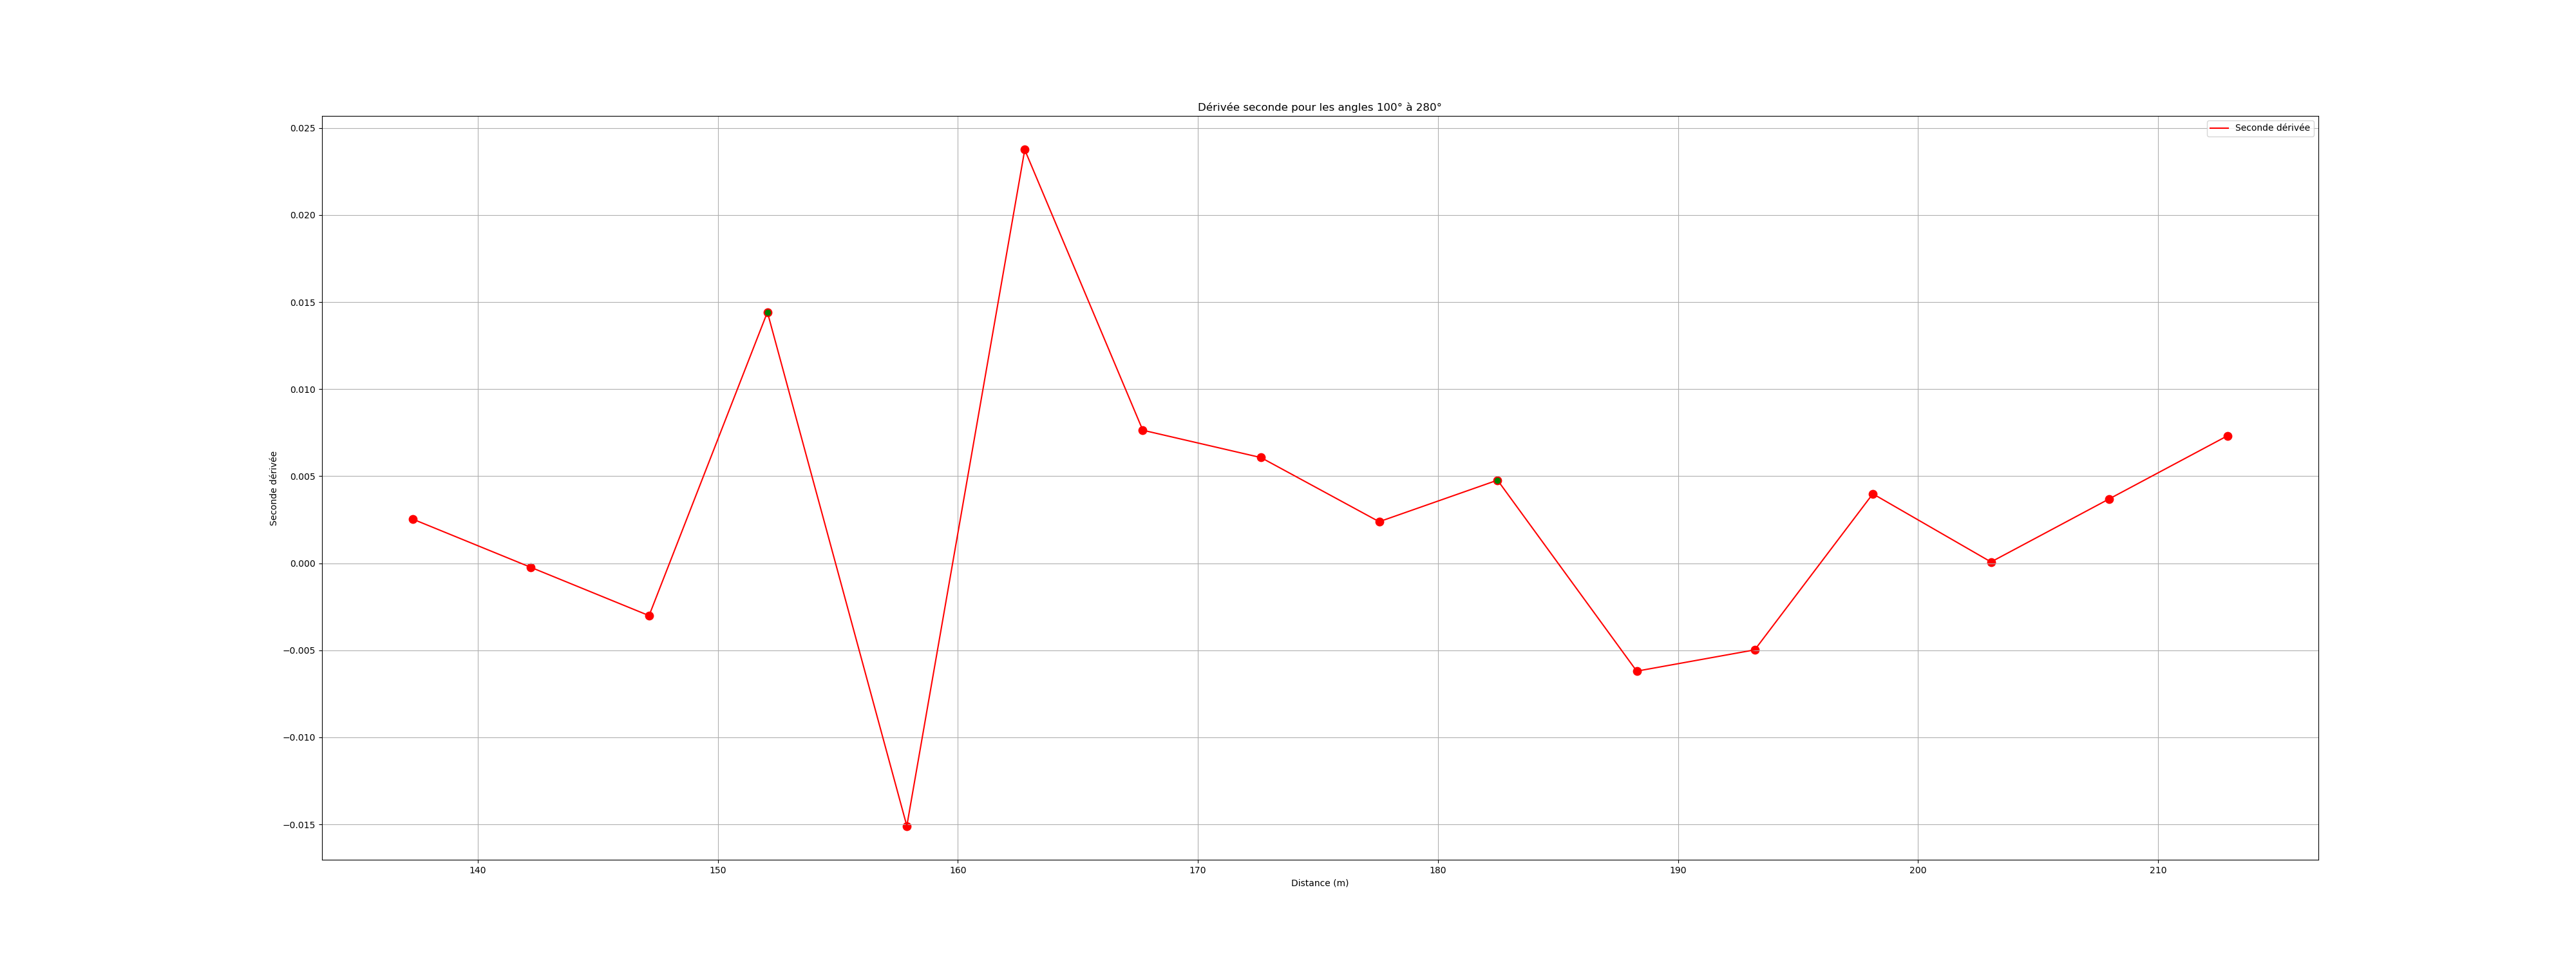 Dérivée seconde pour les angles 100° à 280°
Seconde dérivée
0.025
0.020
0.015
0.010
0.005
0.000
−0.005
−0.010
−0.015
Seconde dérivée
140 150 160 170 180 190 200 210
Distance (m)